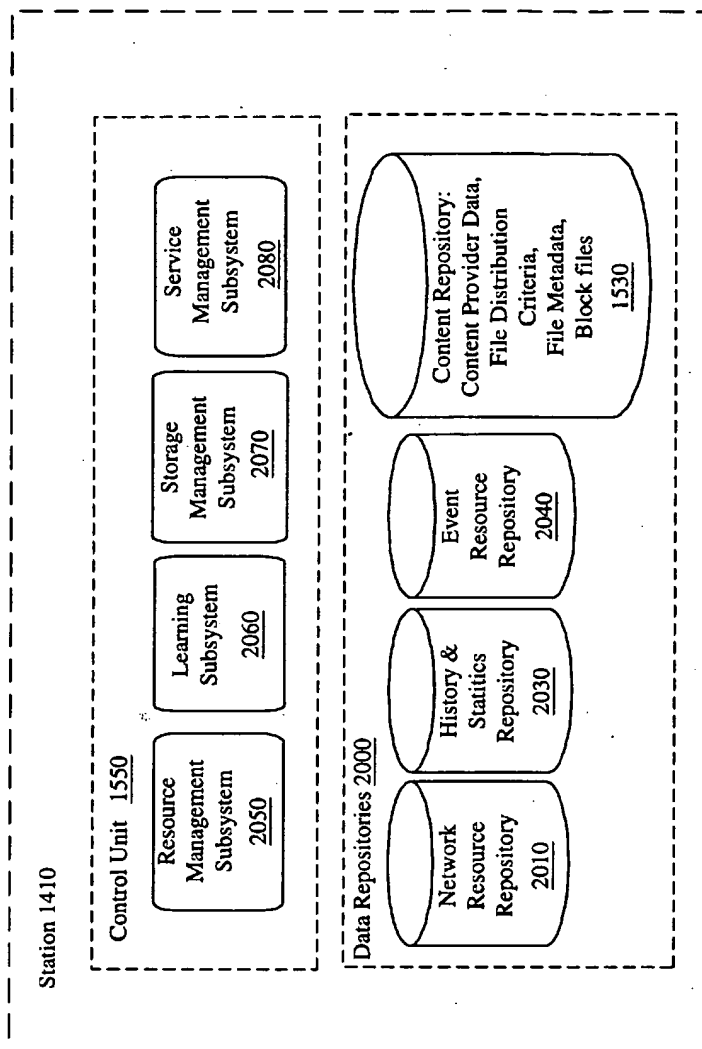 Station 1410
Control Unit 1550
Resource
Management
Subsystem
2050
Learning
Subsystem
2060
Storage
Management
Subsystem
2070
Service
Management
Subsystem
2080
Data Repositories 2000
Network
Resource
Repository
2010
History &
Statitics
Repository
2030
Event
Resource
Repository
2040
Content Repository:
Content Provider Data,
File Distribution
Criteria,
File Metadata,
Block files
1530